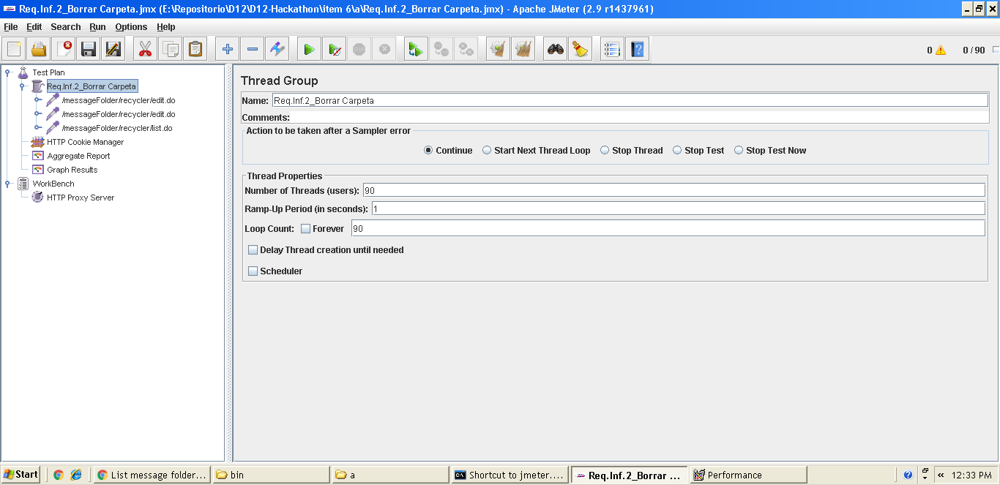 Req.Inf.2_Borrar Carpeta.jmx (E:\Repositorio\D12\D12-Hackathon\item 6\a\Req.Inf.2_Borrar Carpeta.jmx) - Apache JMeter (2.9 r1437961)
File Edit Search Run Options Help
0 0 / 90
Test Plan
Req.Inf.2_Borrar Carpeta
/messageFolder/recycler/edit.do
/messageFolder/recycler/edit.do
/messageFolder/recycler/list.do
HTTP Cookie Manager
Aggregate Report
Graph Results
WorkBench
HTTP Proxy Server
Thread Group
Name: Req.Inf.2_Borrar Carpeta
Comments:
Action to be taken after a Sampler error
Continue Start Next Thread Loop Stop Thread Stop Test Stop Test Now
Thread Properties
Number of Threads (users): 90
Ramp-Up Period (in seconds): 1
Loop Count: Forever 90
Delay Thread creation until needed
Scheduler
Start List message folder... bin a Shortcut to jmeter.... Req.Inf.2_Borrar ... Performance « 12:33 PM